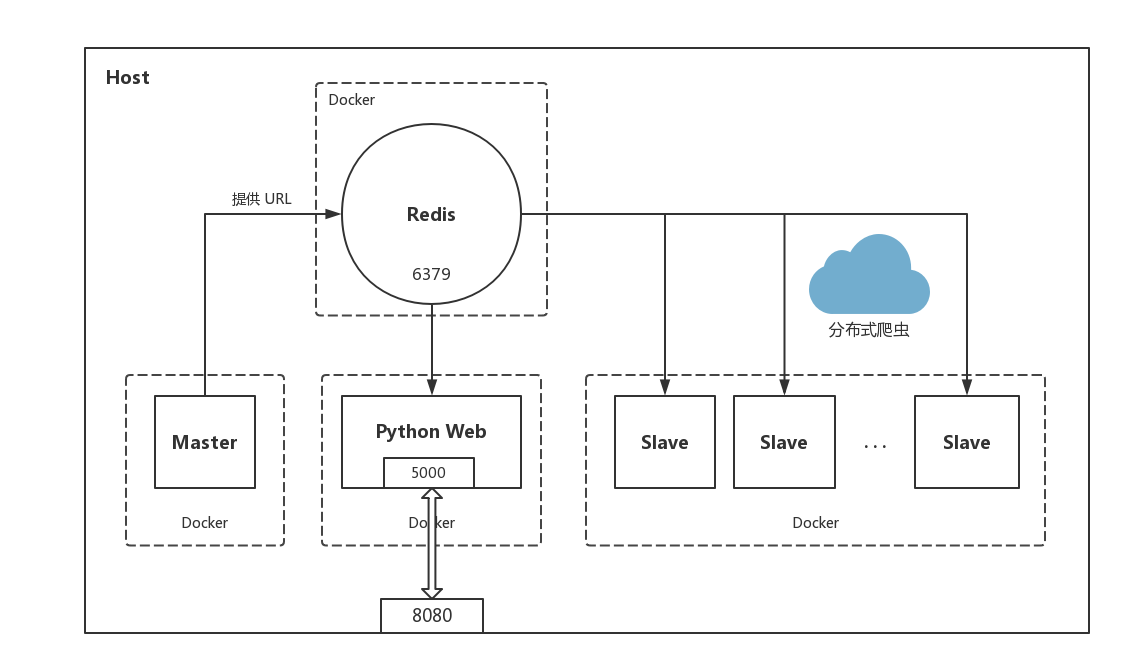 Host
Docker
提供 URL
Redis
6379
分布式爬虫
Master
Docker
Python Web
5000
Docker
Slave
Slave
...
Slave
Docker
8080